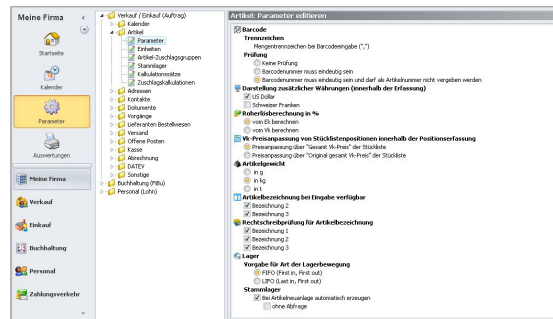 Meine Firma
Startseite
Kalender
Parameter
Auswertungen
Meine Firma
Verkauf
Einkauf
Buchhaltung
Personal
Zahlungsverkehr
Verkauf / Einkauf (Auftrag)
Kalender
Artikel
Parameter
Einheiten
Artikel-Zuschlagsgruppen
Stammlager
Kalkulationssätze
Zuschlagskalkulationen
Adressen
Kontakte
Dokumente
Vorgänge
Lieferanten Bestellwesen
Versand
Offene Posten
Kasse
Abrechnung
DATEV
Sonstige
Buchhaltung (FiBu)
Personal (Lohn)
Artikel: Parameter editieren
Barcode
Trennzeichen
Mengentrennzeichen bei Barcodeeingabe (",")
Prüfung
Keine Prüfung
Barcodenummer muss eindeutig sein
Barcodenummer muss eindeutig sein und darf als Artikelnummer nicht vergeben werden
Darstellung zusätzlicher Währungen (innerhalb der Erfassung)
US Dollar
Schweizer Franken
Roherlösberechnung in %
vom Ek berechnen
vom Vk berechnen
Vk-Preisanpassung von Stücklistenpositionen innerhalb der Positionserfassung
Preisanpassung über "Gesamt Vk-Preis" der Stückliste
Preisanpassung über "Original gesamt Vk-Preis" der Stückliste
Artikelgewicht
in g
in kg
in t
Artikelbezeichnung bei Eingabe verfügbar
Bezeichnung 2
Bezeichnung 3
Rechtschreibprüfung für Artikelbezeichnung
Bezeichnung 1
Bezeichnung 2
Bezeichnung 3
Lager
Vorgabe für Art der Lagerbewegung
FIFO (First in, First out)
LIFO (Last in, First out)
Stammlager
Bei Artikelneuanlage automatisch erzeugen
ohne Abfrage